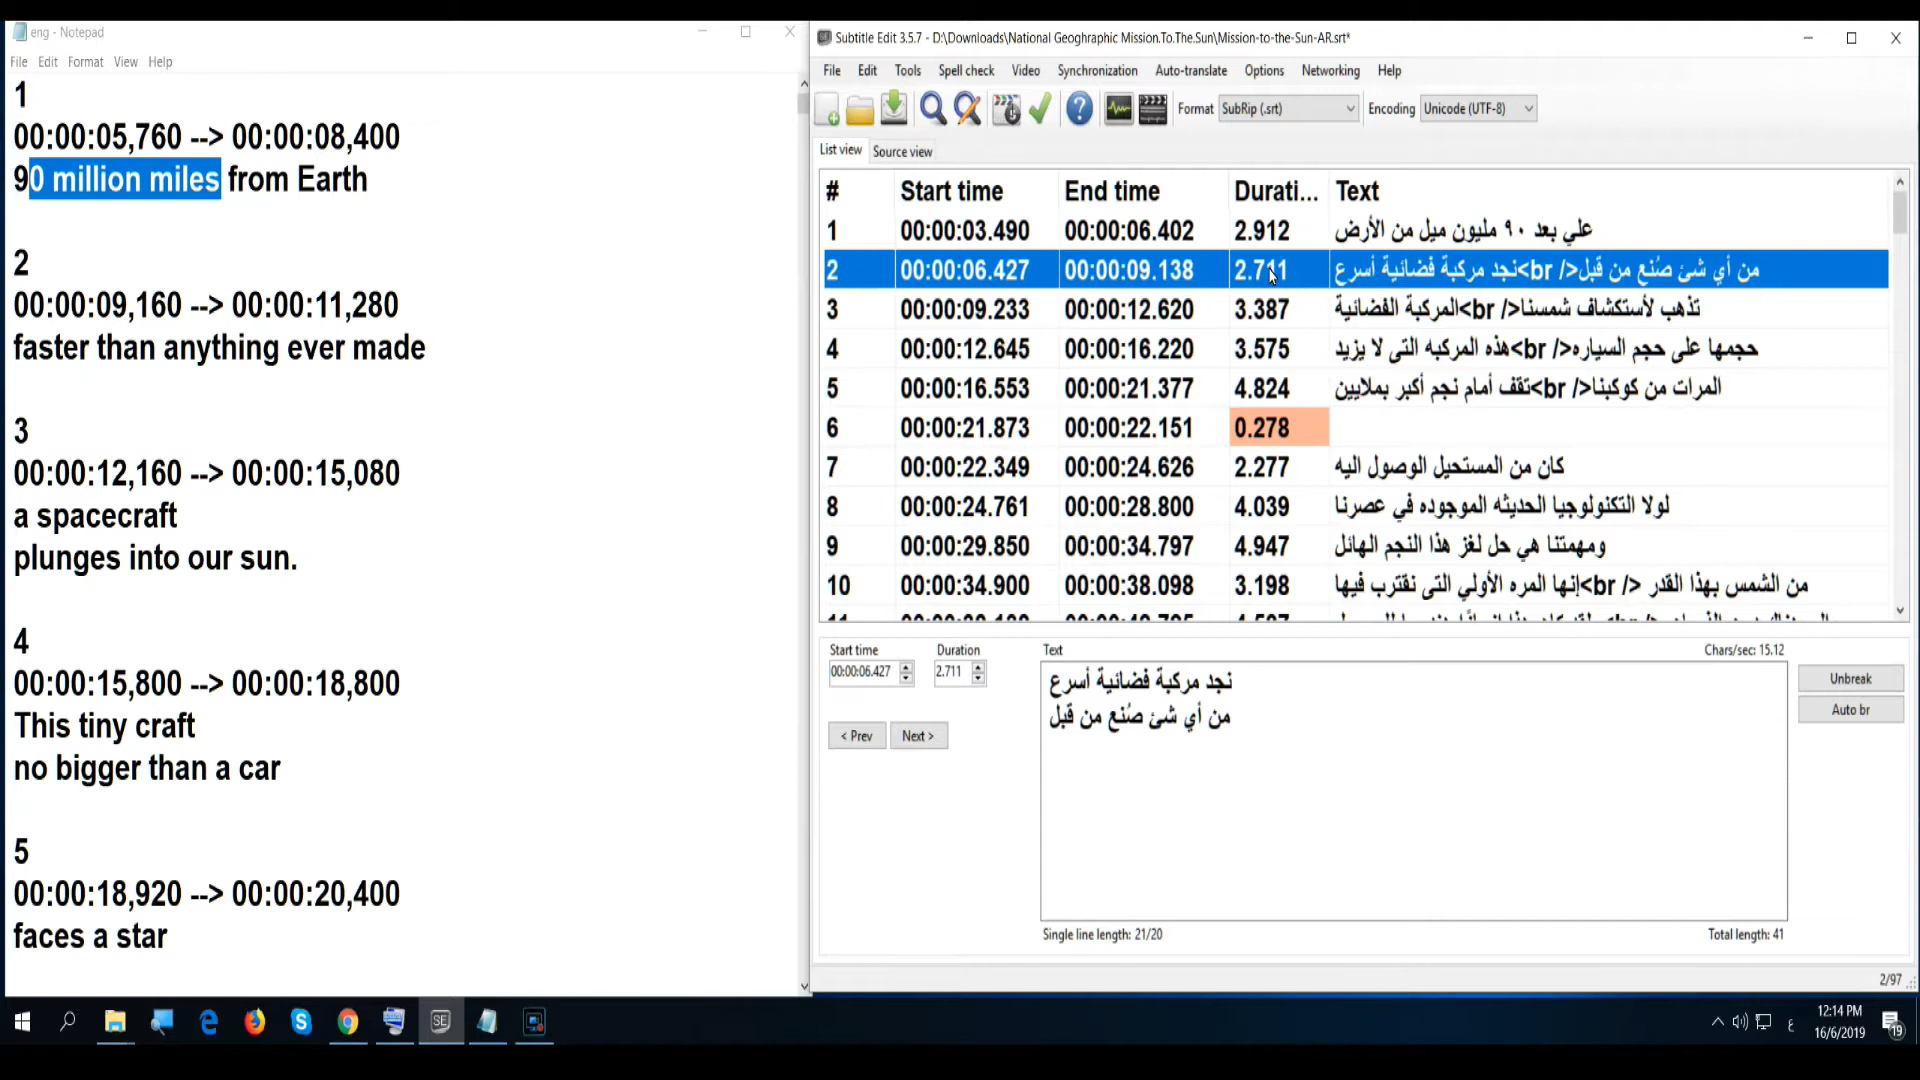 eng - Notepad
File Edit Format View Help
1
00:00:05,760 --> 00:00:08,400
90 million miles from Earth
2
00:00:09,160 --> 00:00:11,280
faster than anything ever made
3
00:00:12,160 --> 00:00:15,080
a spacecraft
plunges into our sun.
4
00:00:15,800 --> 00:00:18,800
This tiny craft
no bigger than a car
5
00:00:18,920 --> 00:00:20,400
faces a star
Subtitle Edit 3.5.7 - D:\Downloads\National Geoghraphic Mission.To.The.Sun\Mission-to-the-Sun-AR.srt*
File Edit Tools Spell check Video Synchronization Auto-translate Options Networking Help
Format SubRip (.srt) Encoding Unicode (UTF-8)
List view Source view
# Start time End time Durati... Text
1 00:00:03.490 00:00:06.402 2.912 علي بعد ٩٠ مليون ميل من الأرض
2 00:00:06.427 00:00:09.138 2.711 نجد مركبة فضائية أسرع<br />من أي شئ صُنع من قبل
3 00:00:09.233 00:00:12.620 3.387 المركبة الفضائية<br />تذهب لأستكشاف شمسنا
4 00:00:12.645 00:00:16.220 3.575 هذه المركبه التى لا يزيد<br />حجمها على حجم السياره
5 00:00:16.553 00:00:21.377 4.824 تقف أمام نجم أكبر بملايين<br />المرات من كوكبنا
6 00:00:21.873 00:00:22.151 0.278
7 00:00:22.349 00:00:24.626 2.277 كان من المستحيل الوصول اليه
8 00:00:24.761 00:00:28.800 4.039 لولا التكنولوجيا الحديثه الموجوده في عصرنا
9 00:00:29.850 00:00:34.797 4.947 ومهمتنا هي حل لغز هذا النجم الهائل
10 00:00:34.900 00:00:38.098 3.198 إنها المره الأولي التى نقترب فيها<br /> من الشمس بهذا القدر
Start time Duration Text Chars/sec: 15.12
00:00:06.427 2.711
نجد مركبة فضائية أسرع
من أي شئ صُنع من قبل
Unbreak
Auto br
< Prev Next >
Single line length: 21/20 Total length: 41
2/97
SE
ع
12:14 PM
16/6/2019
19